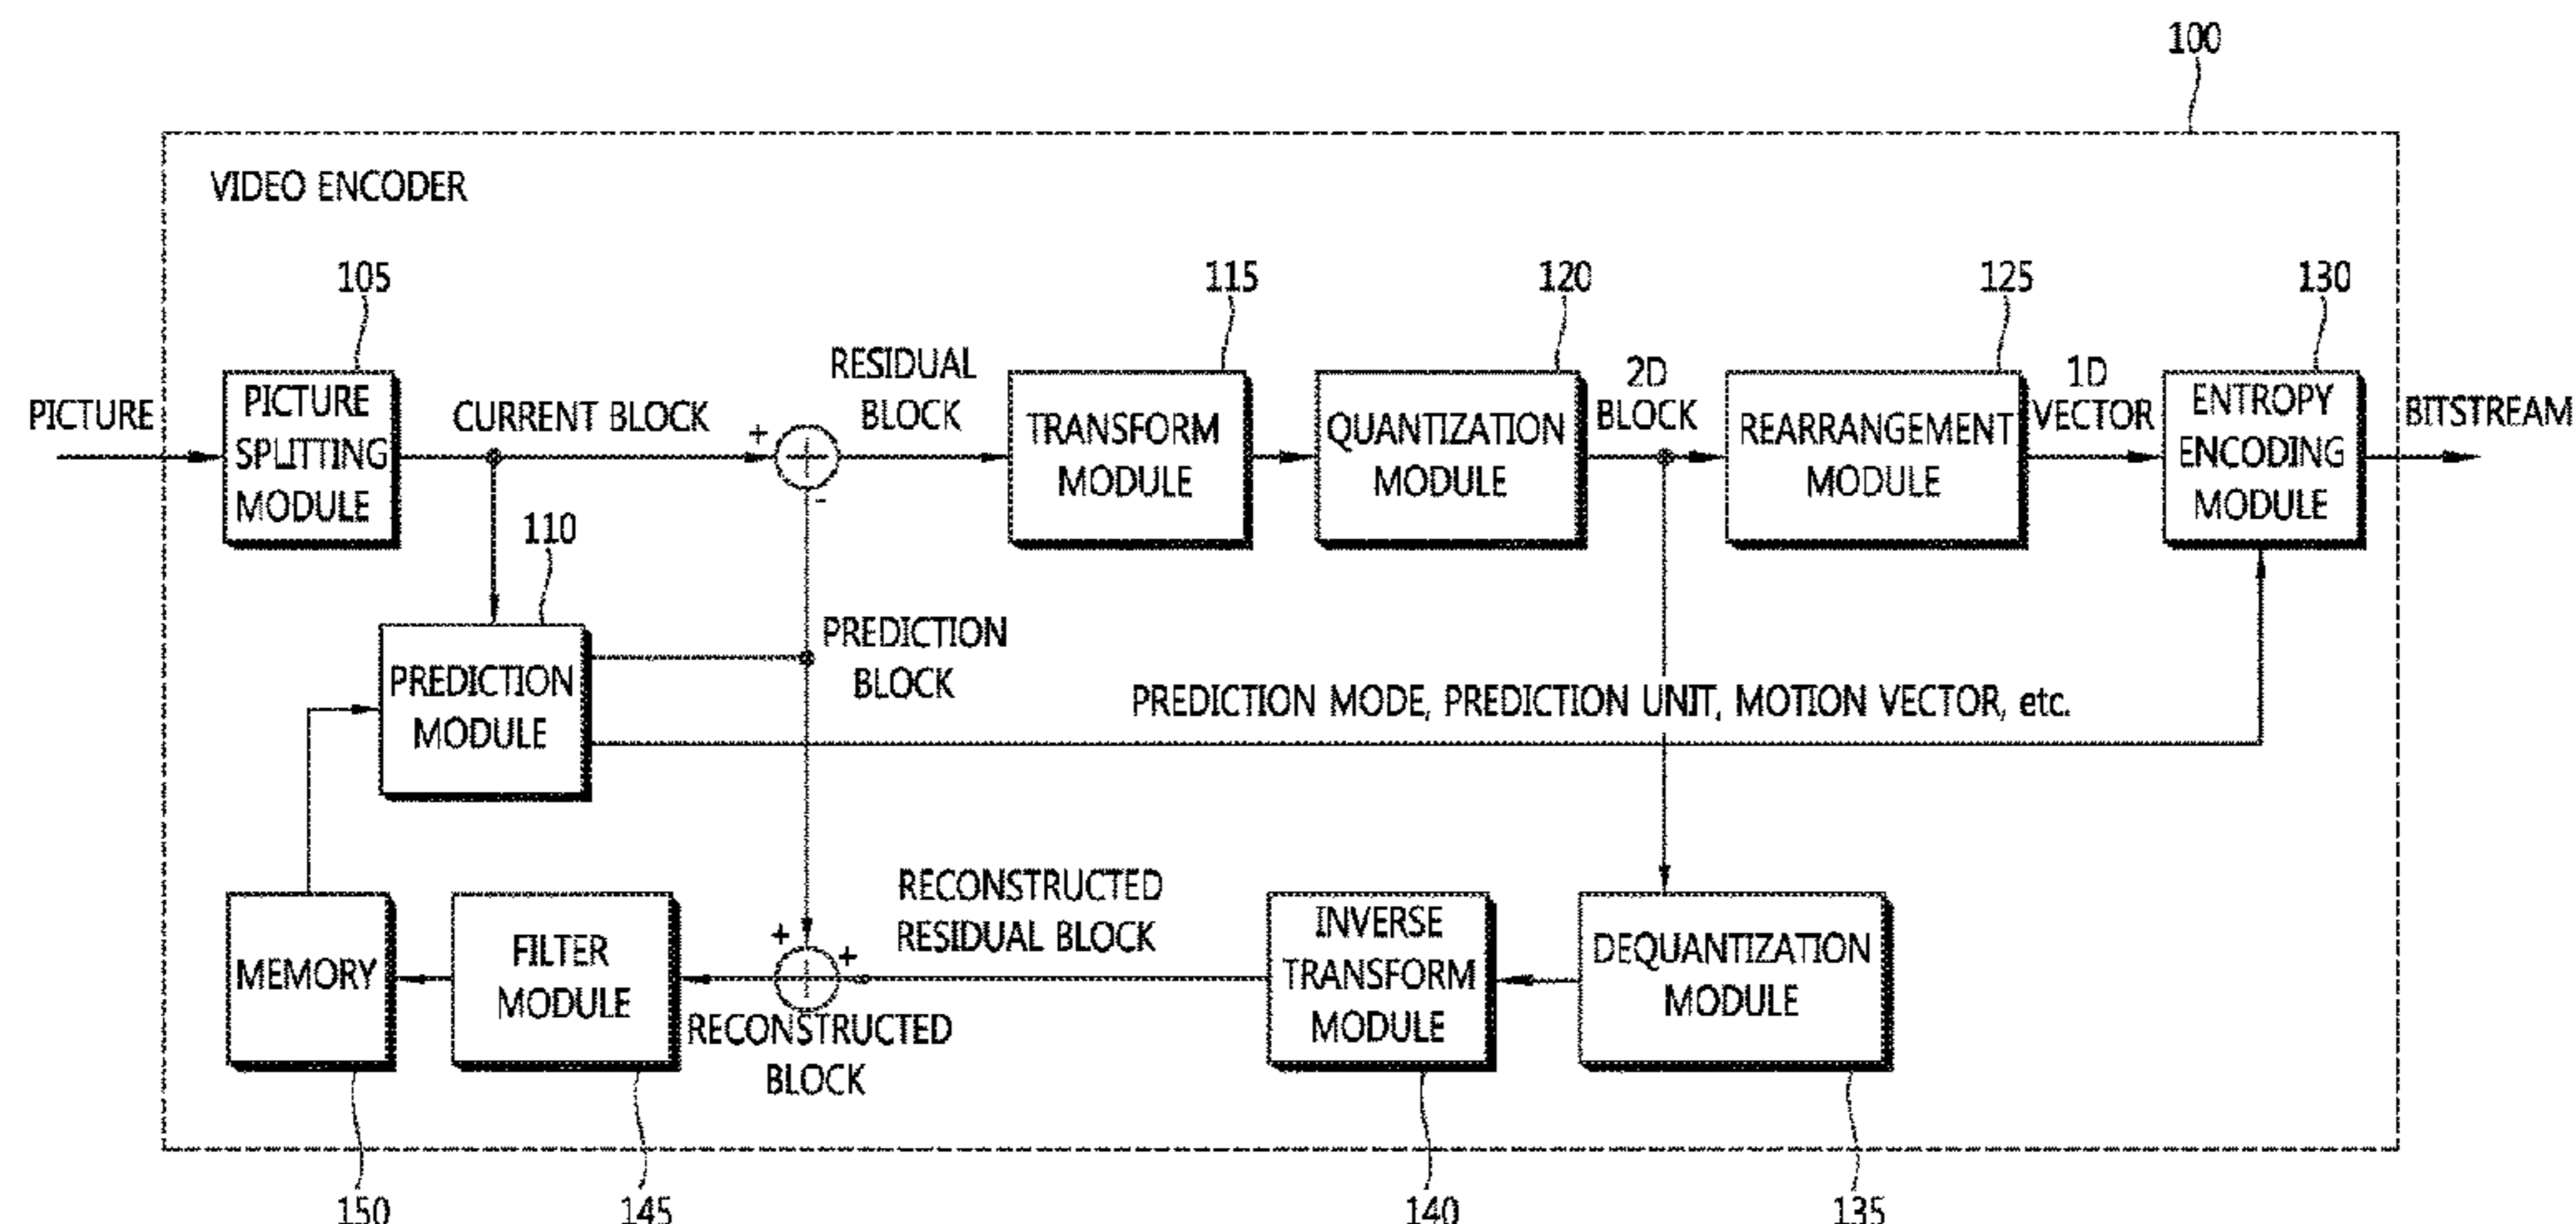 100
VIDEO ENCODER
105
115
120
125
130
PICTURE
PICTURE
SPLITTING
MODULE
CURRENT BLOCK
+
-
RESIDUAL
BLOCK
TRANSFORM
MODULE
QUANTIZATION
MODULE
2D
BLOCK
REARRANGEMENT
MODULE
1D
VECTOR
ENTROPY
ENCODING
MODULE
BITSTREAM
110
PREDICTION
MODULE
PREDICTION
BLOCK
PREDICTION MODE, PREDICTION UNIT, MOTION VECTOR, etc.
MEMORY
FILTER
MODULE
+
+
RECONSTRUCTED
BLOCK
RECONSTRUCTED
RESIDUAL BLOCK
INVERSE
TRANSFORM
MODULE
DEQUANTIZATION
MODULE
150
145
140
135